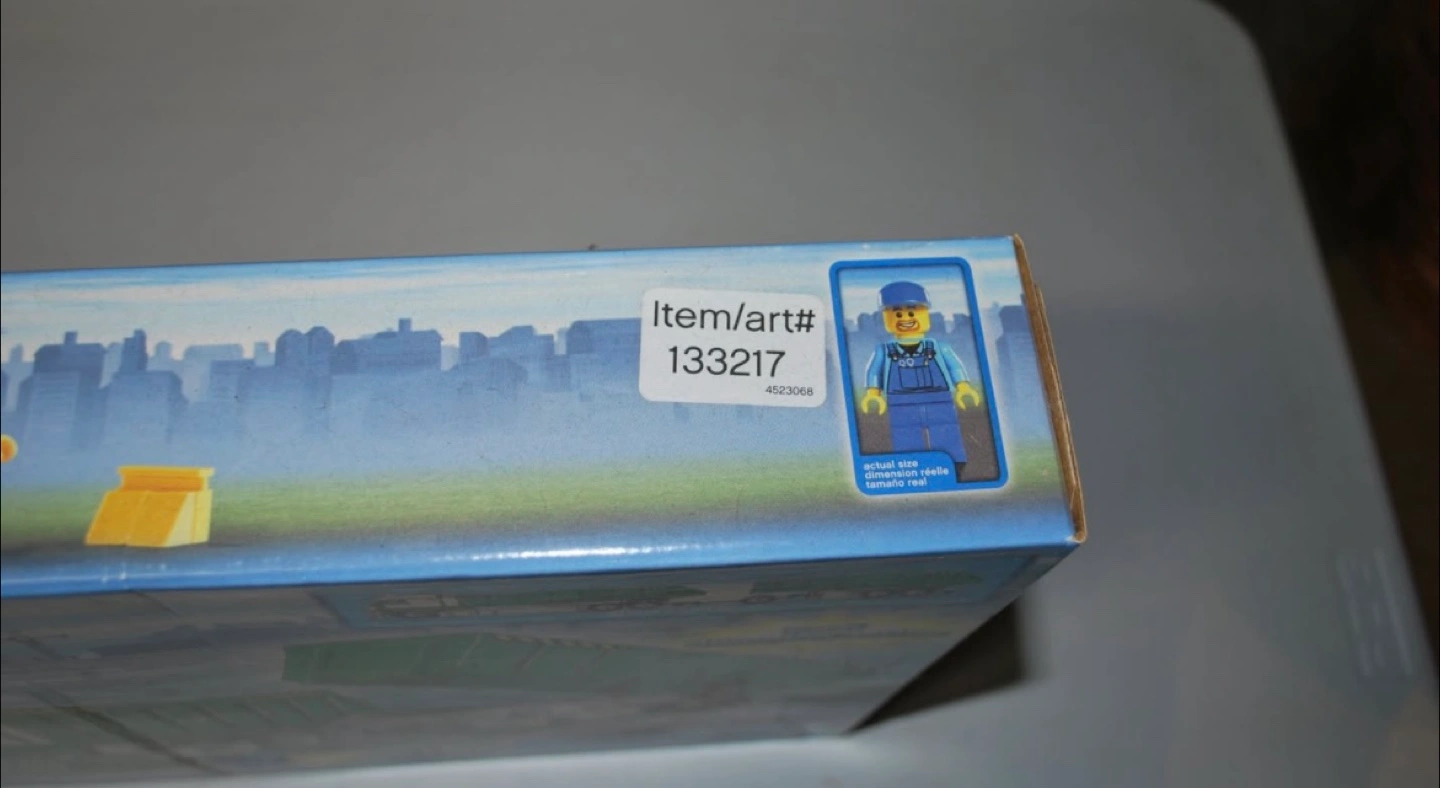 Item/art#
133217
4523068
actual size
dimension réelle
tamaño real